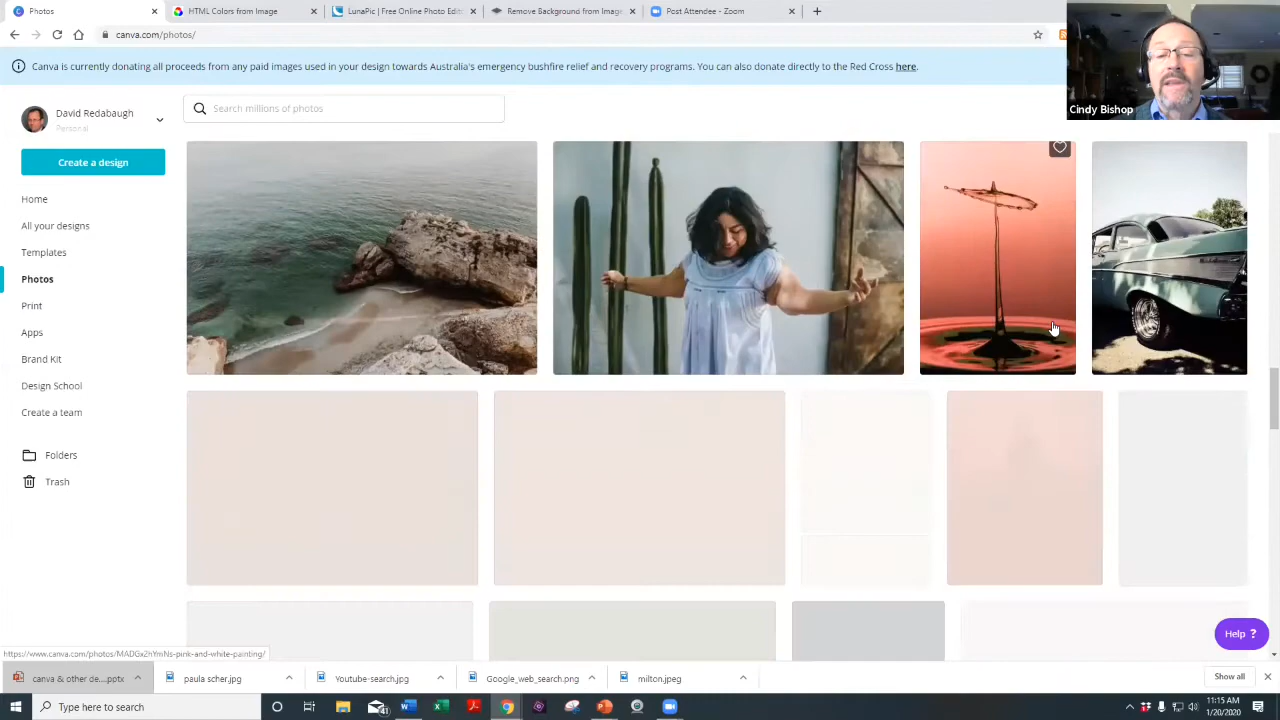 Photos
HTML Colors from Image
LunaPic | Free Online Photo Edit
Remove Background from Image
Post Attendee - Zoom
canva.com/photos/
Canva is currently donating all proceeds from any paid images used in your design towards Australia emergency bushfire relief and recovery programs. You can also donate directly to the Red Cross here.
Cindy Bishop
David Redabaugh
Personal
Search millions of photos
Create a design
Home
All your designs
Templates
Photos
Print
Apps
Brand Kit
Design School
Create a team
Folders
Trash
Help ?
https://www.canva.com/photos/MADGx2hYmNs-pink-and-white-painting/
canva & other de....pptx
paula scher.jpg
Youtube-search.jpg
Google_web_search.png
milton.jpeg
Show all
Type here to search
11:15 AM
1/20/2020